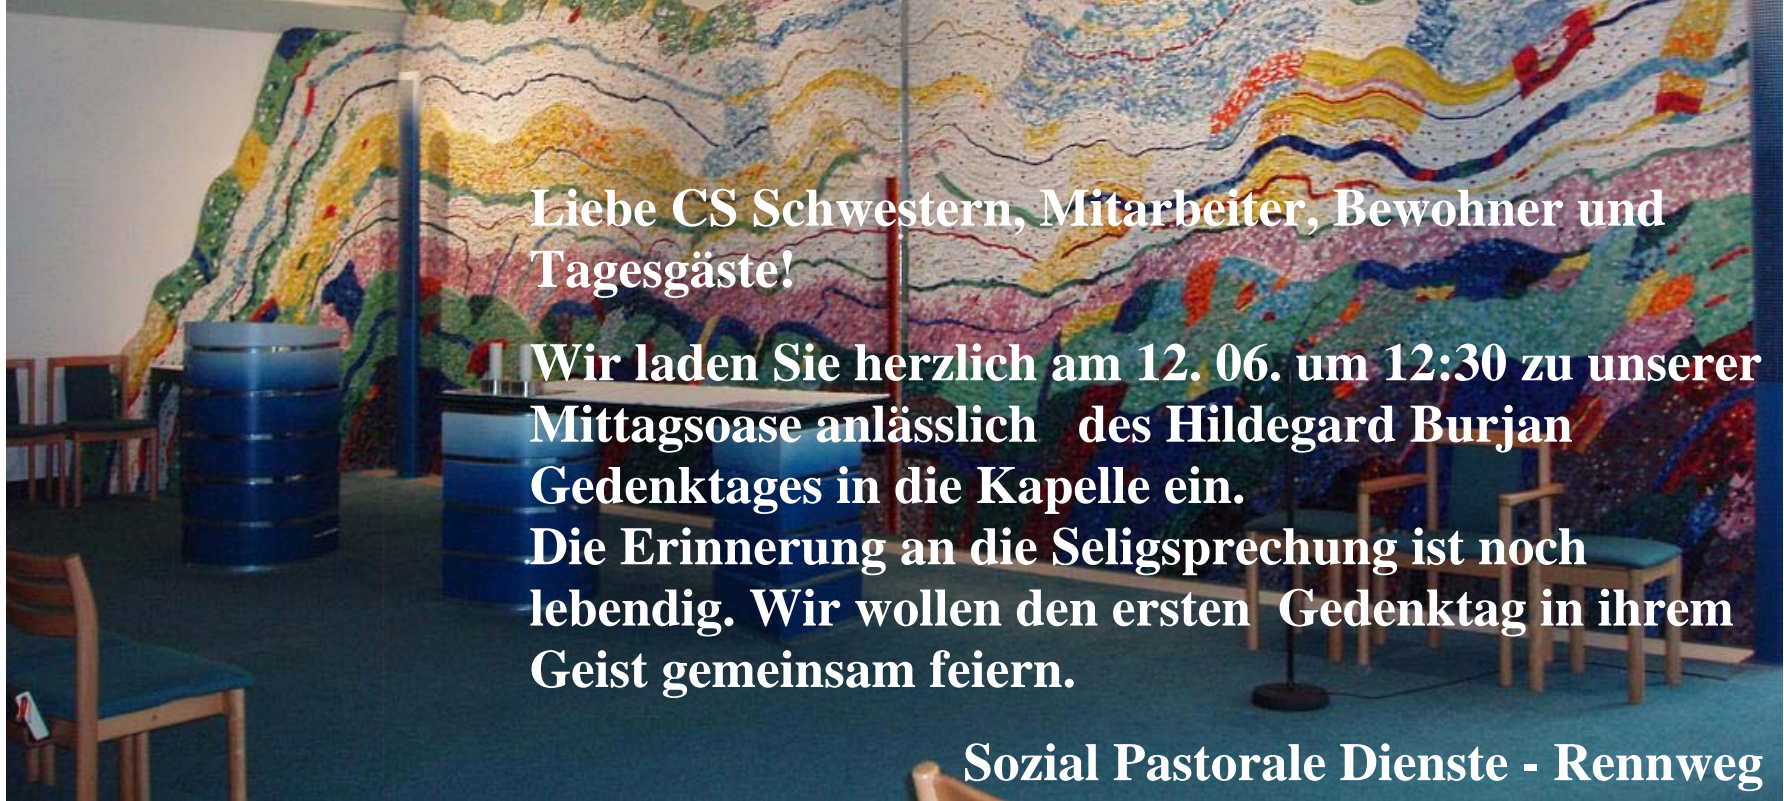 Liebe CS Schwestern, Mitarbeiter, Bewohner und
Tagesgäste!
Wir laden Sie herzlich am 12. 06. um 12:30 zu unserer
Mittagsoase anlässlich   des Hildegard Burjan
Gedenktages in die Kapelle ein.
Die Erinnerung an die Seligsprechung ist noch
lebendig. Wir wollen den ersten  Gedenktag in ihrem
Geist gemeinsam feiern.
Sozial Pastorale Dienste - Rennweg